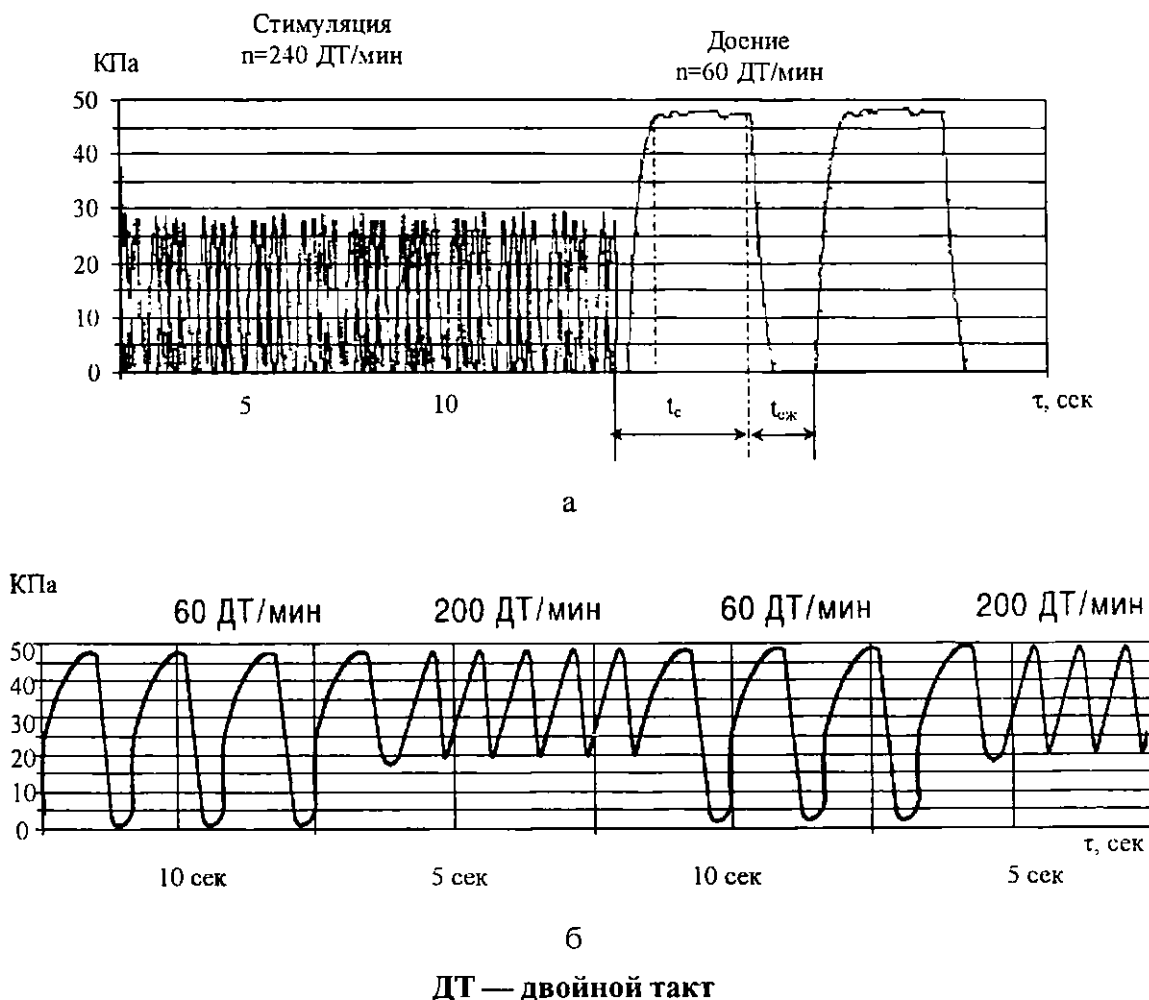 Стимуляция
n=240 ДТ/мин
Доение
n=60 ДТ/мин
КПа
50
40
30
20
10
0
5
10
tс
tсж
τ, сек
а
КПа
60 ДТ/мин
200 ДТ/мин
60 ДТ/мин
200 ДТ/мин
50
40
30
20
10
0
τ, сек
10 сек
5 сек
10 сек
5 сек
б
ДТ — двойной такт